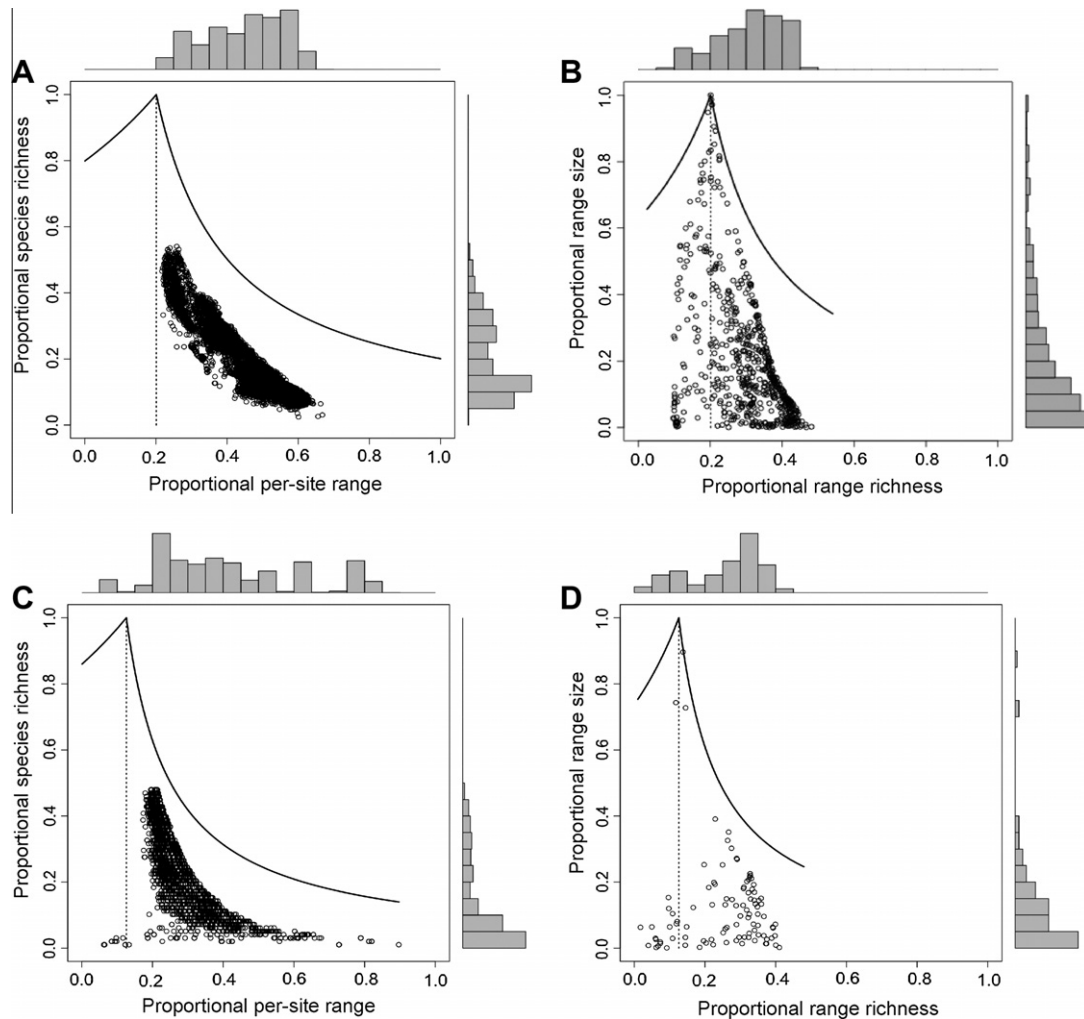 A
Proportional species richness
1.0
0.8
0.6
0.4
0.2
0.0
0.0 0.2 0.4 0.6 0.8 1.0
Proportional per-site range
B
Proportional range size
1.0
0.8
0.6
0.4
0.2
0.0
0.0 0.2 0.4 0.6 0.8 1.0
Proportional range richness
C
Proportional species richness
1.0
0.8
0.6
0.4
0.2
0.0
0.0 0.2 0.4 0.6 0.8 1.0
Proportional per-site range
D
Proportional range size
1.0
0.8
0.6
0.4
0.2
0.0
0.0 0.2 0.4 0.6 0.8 1.0
Proportional range richness